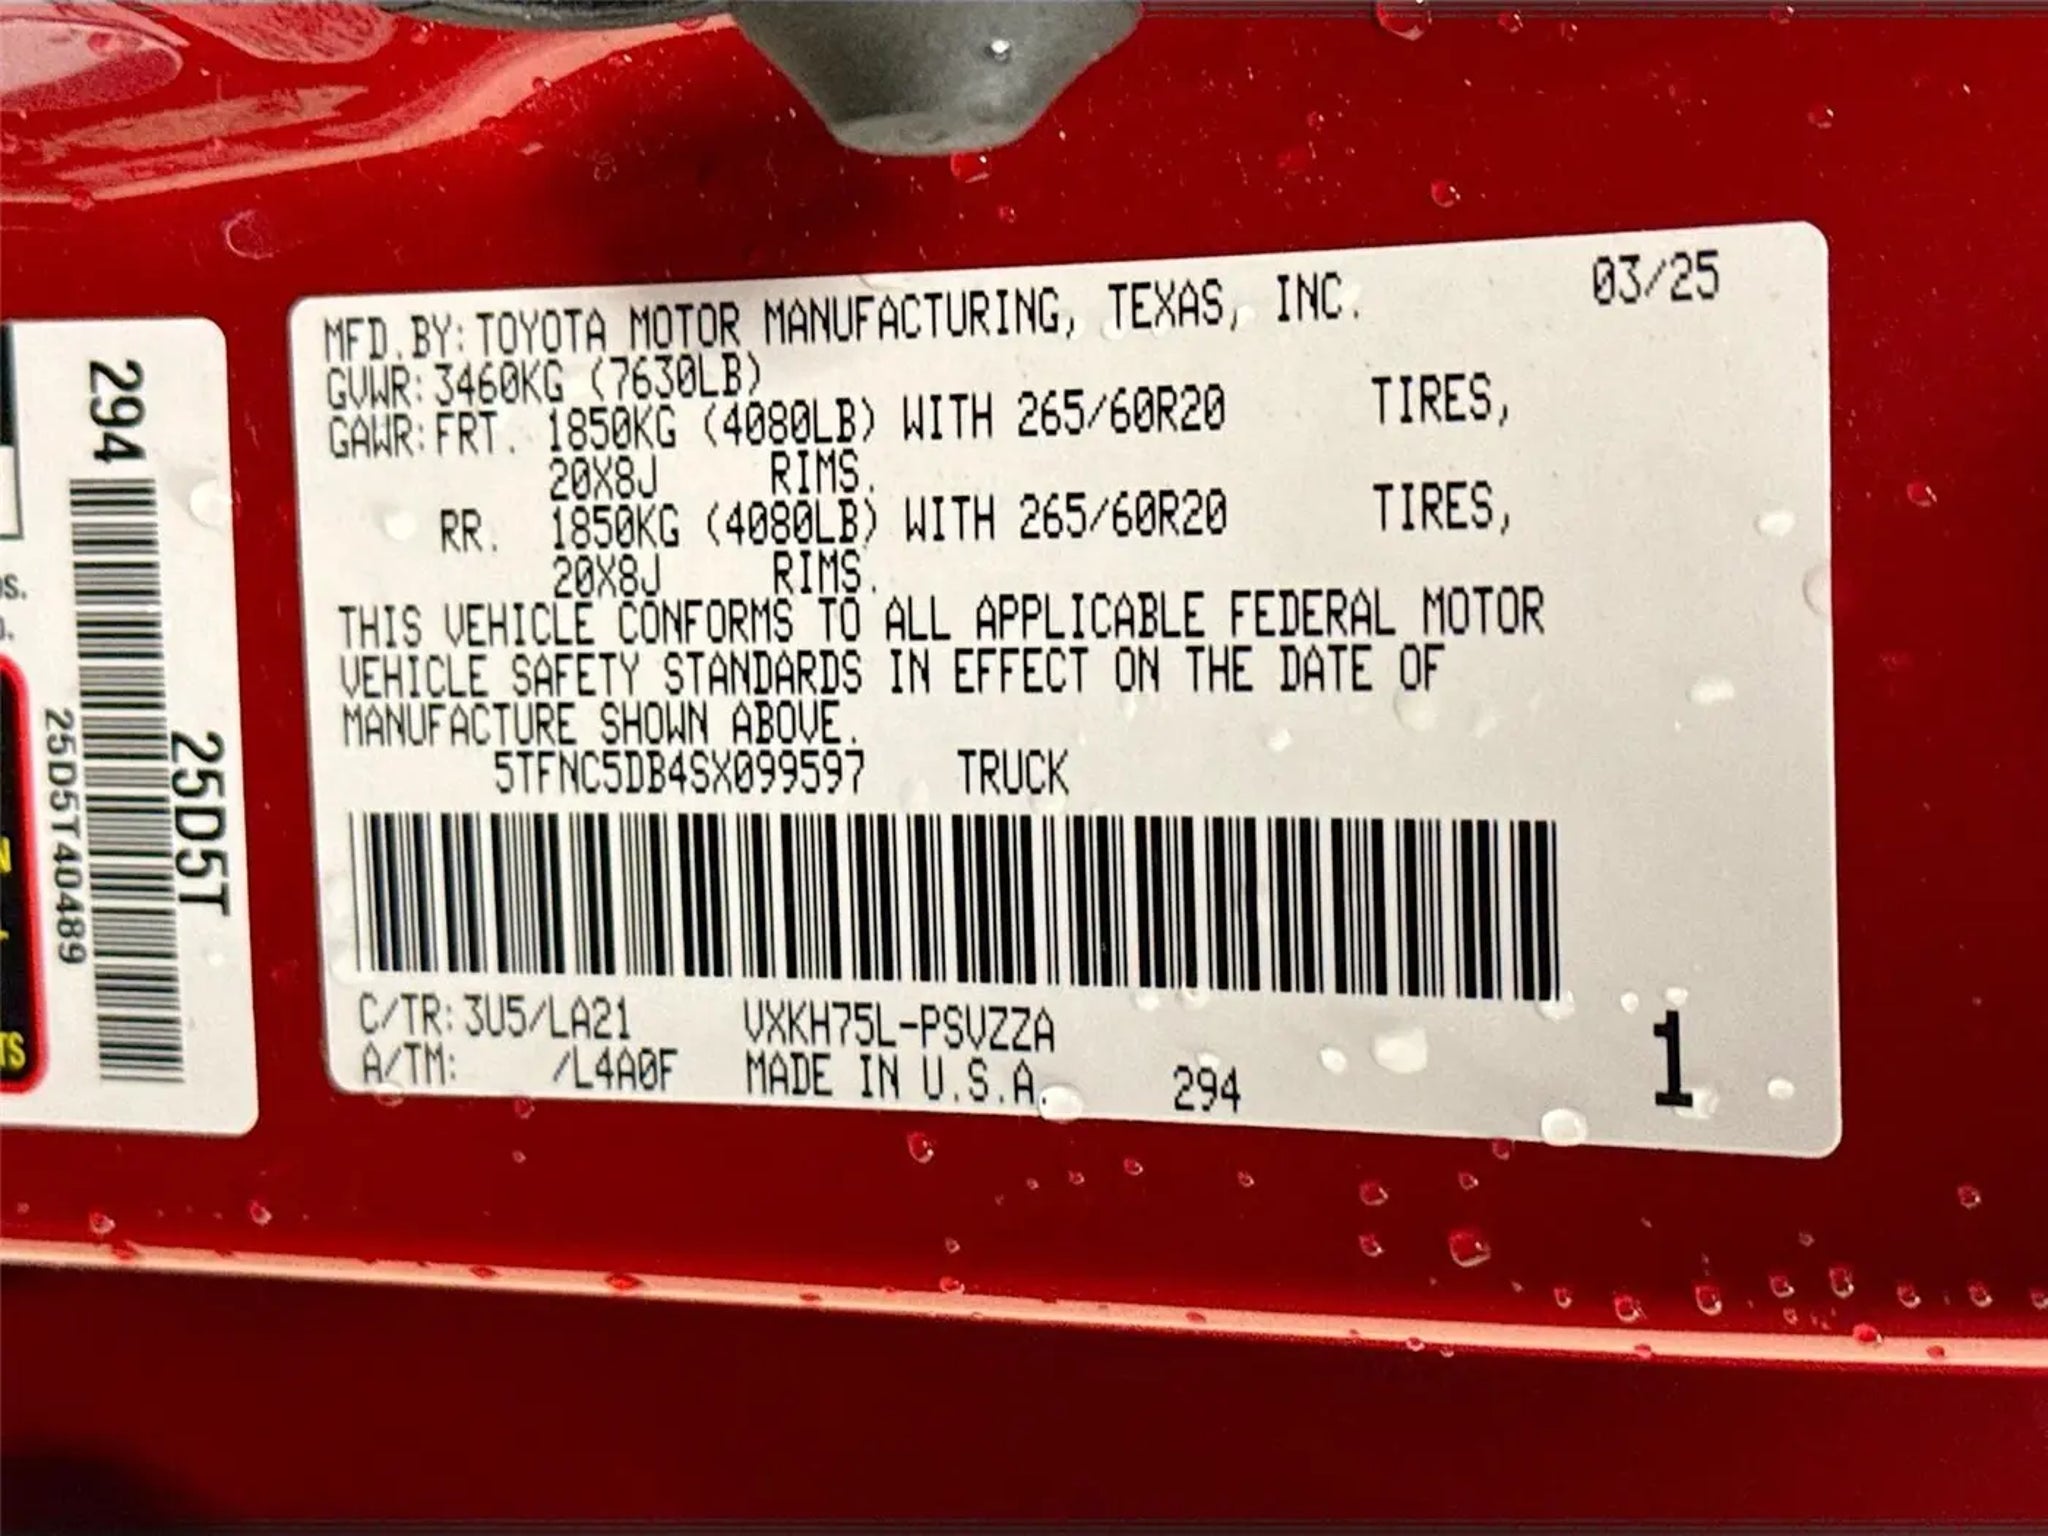 294
25D5T
25D5T40489
MFD.BY: TOYOTA MOTOR MANUFACTURING, TEXAS, INC. 03/25
GVWR: 3460KG (7630LB)
GAWR: FRT. 1850KG (4080LB) WITH 265/60R20 TIRES,
20X8J RIMS.
RR. 1850KG (4080LB) WITH 265/60R20 TIRES,
20X8J RIMS.
THIS VEHICLE CONFORMS TO ALL APPLICABLE FEDERAL MOTOR
VEHICLE SAFETY STANDARDS IN EFFECT ON THE DATE OF
MANUFACTURE SHOWN ABOVE.
5TFNC5DB4SX099597 TRUCK
C/TR: 3U5/LA21 VXKH75L-PSVZZA
A/TM: /L4A0F MADE IN U.S.A. 294 1